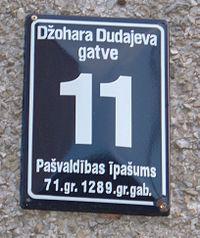 Džohara Dudajeva
gatve
11
Pašvaldības īpašums
71.gr. 1289.gr.gab.